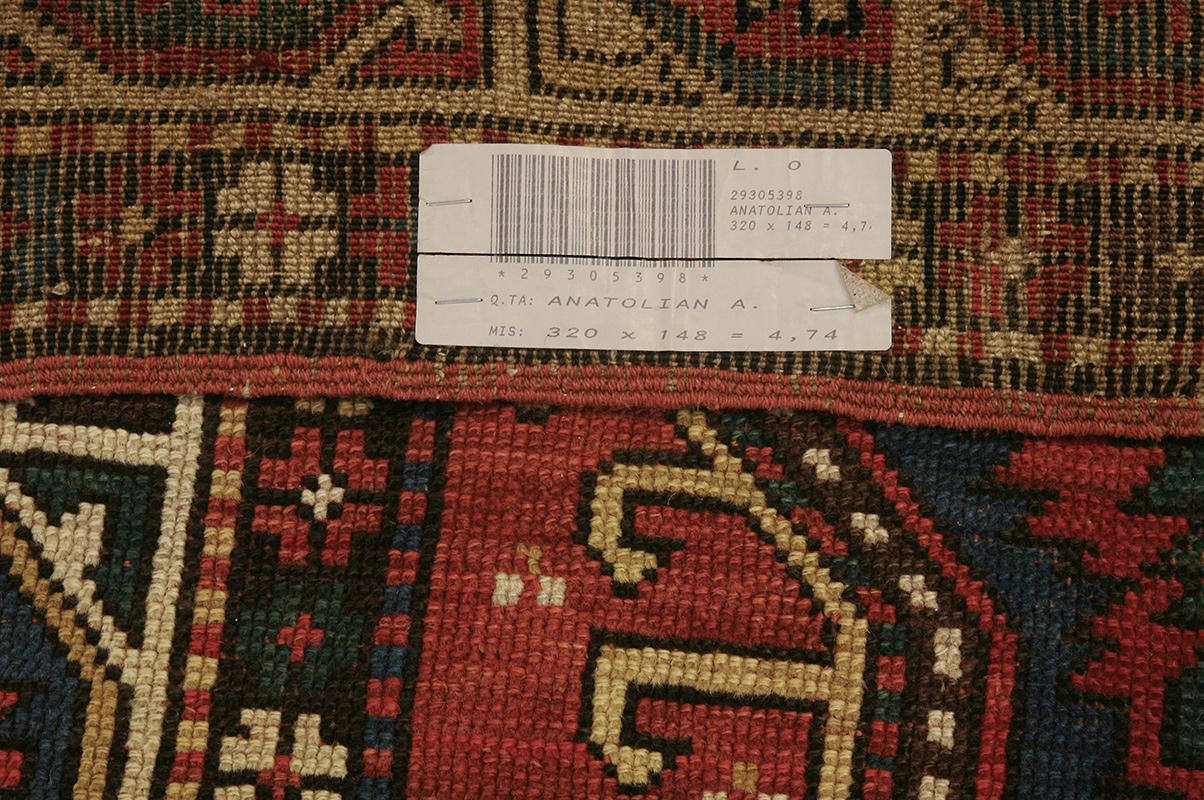 L. O
29305398
ANATOLIAN A.
320 x 148 = 4,7
*29305398*
Q.TA: ANATOLIAN A.
MIS: 320 x 148 = 4,74